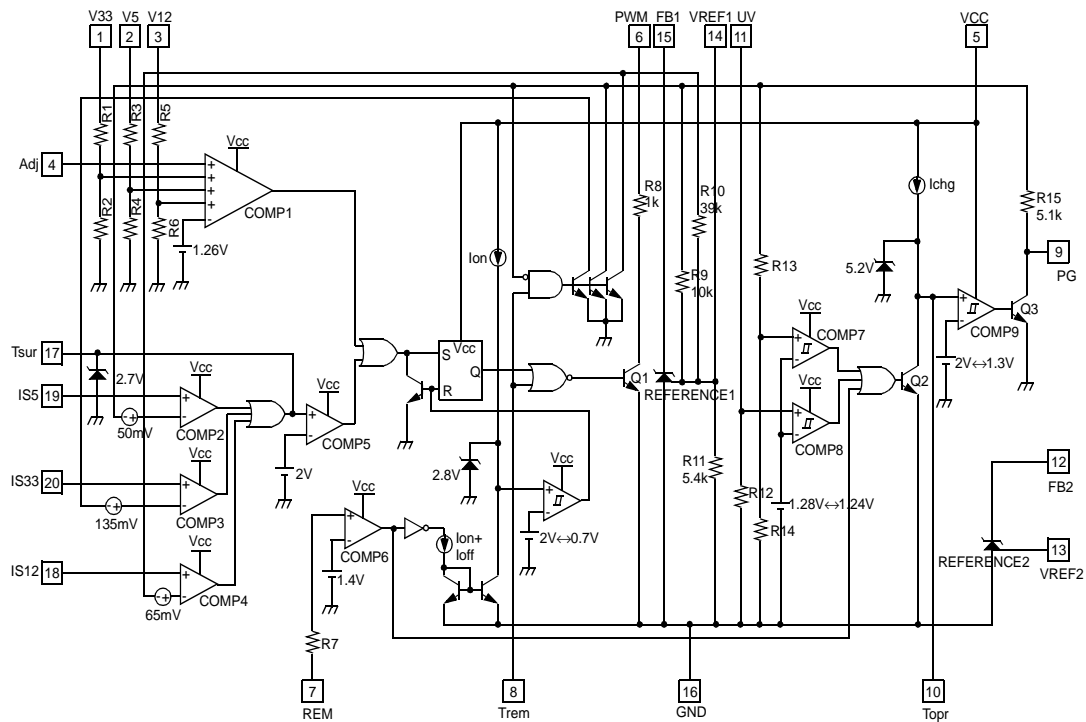 V33 V5 V12 PWM FB1 VREF1 UV VCC
1 2 3 6 15 14 11 5
R1 R3 R5
Adj 4
Vcc
+
+
+
+
-
COMP1
R2 R4 R6
1.26V
R8
1k
R10
39k
Ichg
R15
5.1k
Ion
R9
10k
R13
5.2V
9
PG
Vcc
COMP7
COMP9
Q3
2V↔1.3V
Tsur 17
2.7V
IS5 19
50mV
Vcc
COMP2
COMP5
2V
S Vcc Q
R
Q1
REFERENCE1
Vcc
COMP8
Q2
IS33 20
135mV
Vcc
COMP3
2.8V
Vcc
2V↔0.7V
R11
5.4k
R12
1.28V↔1.24V
R14
12
FB2
REFERENCE2
13
VREF2
IS18 18
65mV
Vcc
COMP4
Vcc
COMP6
1.4V
Ion+
Ioff
R7
7
REM
8
Trem
16
GND
10
Topr